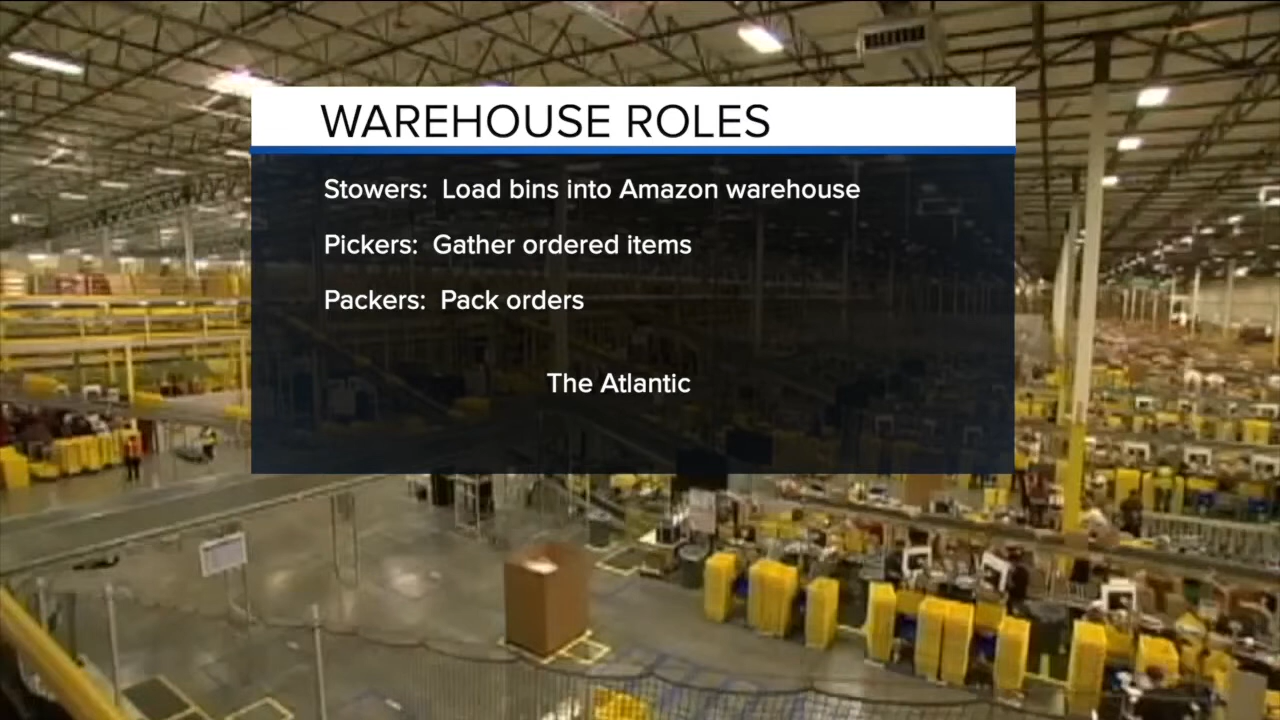 WAREHOUSE ROLES
Stowers:  Load bins into Amazon warehouse
Pickers:  Gather ordered items
Packers:  Pack orders
The Atlantic